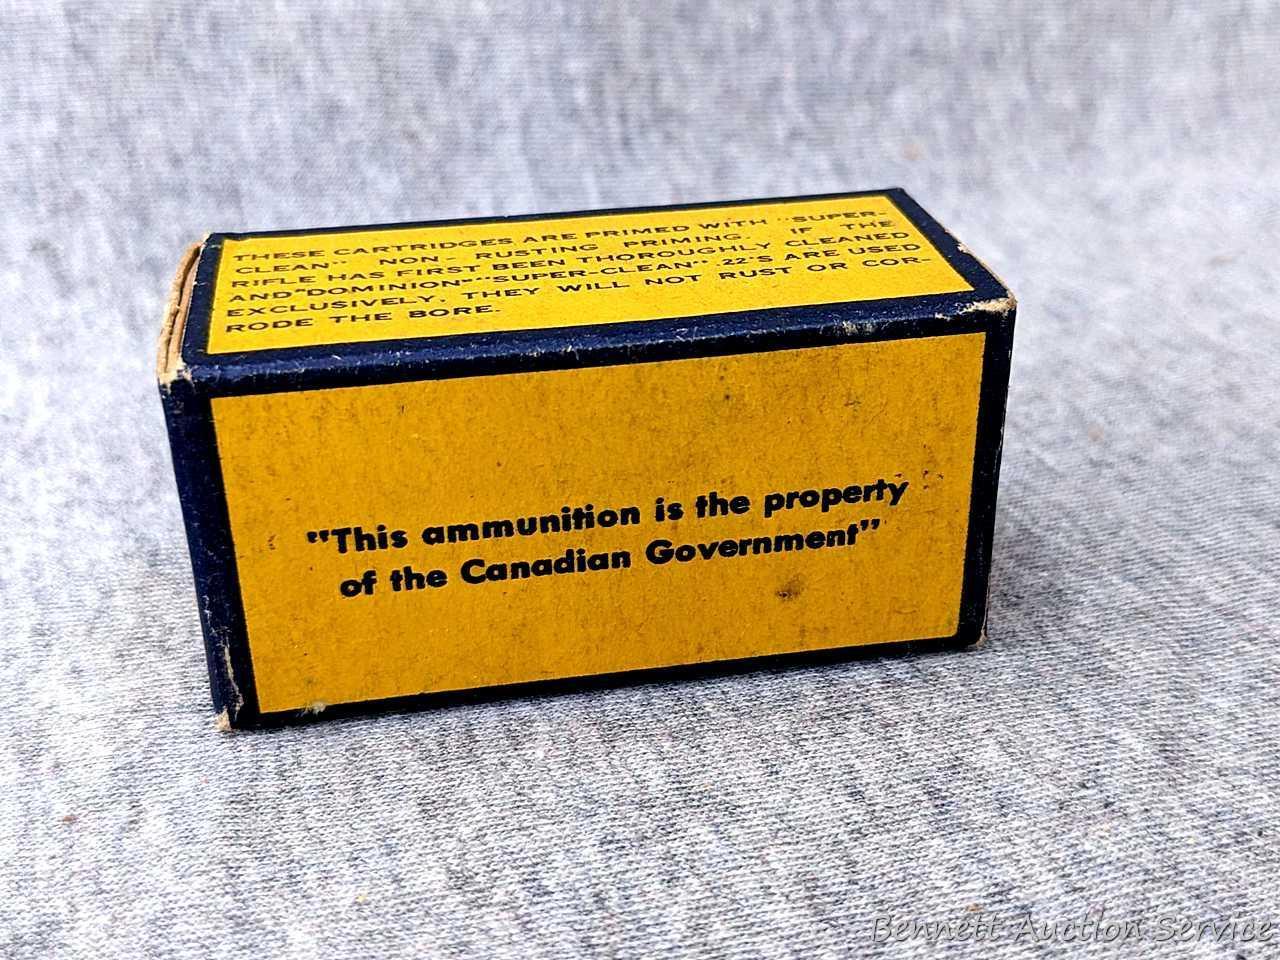 THESE CARTRIDGES ARE PRIMED WITH "SUPER-
CLEAN" NON-RUSTING PRIMING. IF THE
RIFLE HAS FIRST BEEN THOROUGHLY CLEANED
AND "DOMINION" "SUPER-CLEAN" .22'S ARE USED
EXCLUSIVELY, THEY WILL NOT RUST OR COR-
RODE THE BORE.
"This ammunition is the property
of the Canadian Government"
Bennett Auction Service